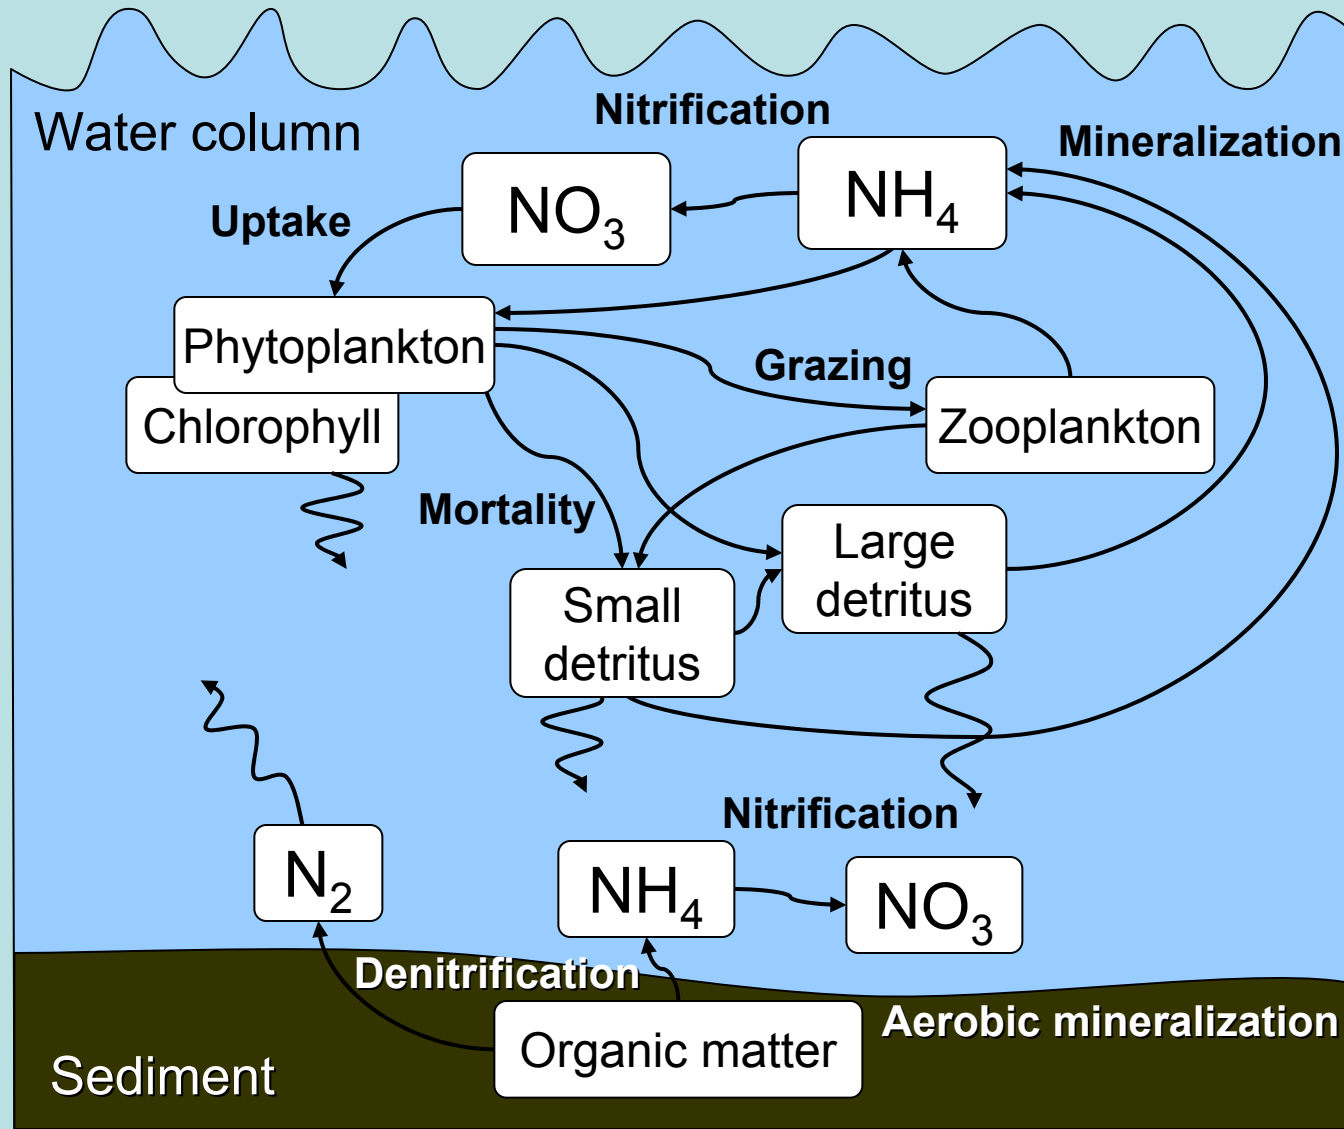 Nitrification
Water column
Mineralization
NO₃
NH₄
Uptake
Phytoplankton
Grazing
Chlorophyll
Zooplankton
Mortality
Large
detritus
Small
detritus
Nitrification
N₂
NH₄
NO₃
Denitrification
Aerobic mineralization
Organic matter
Sediment